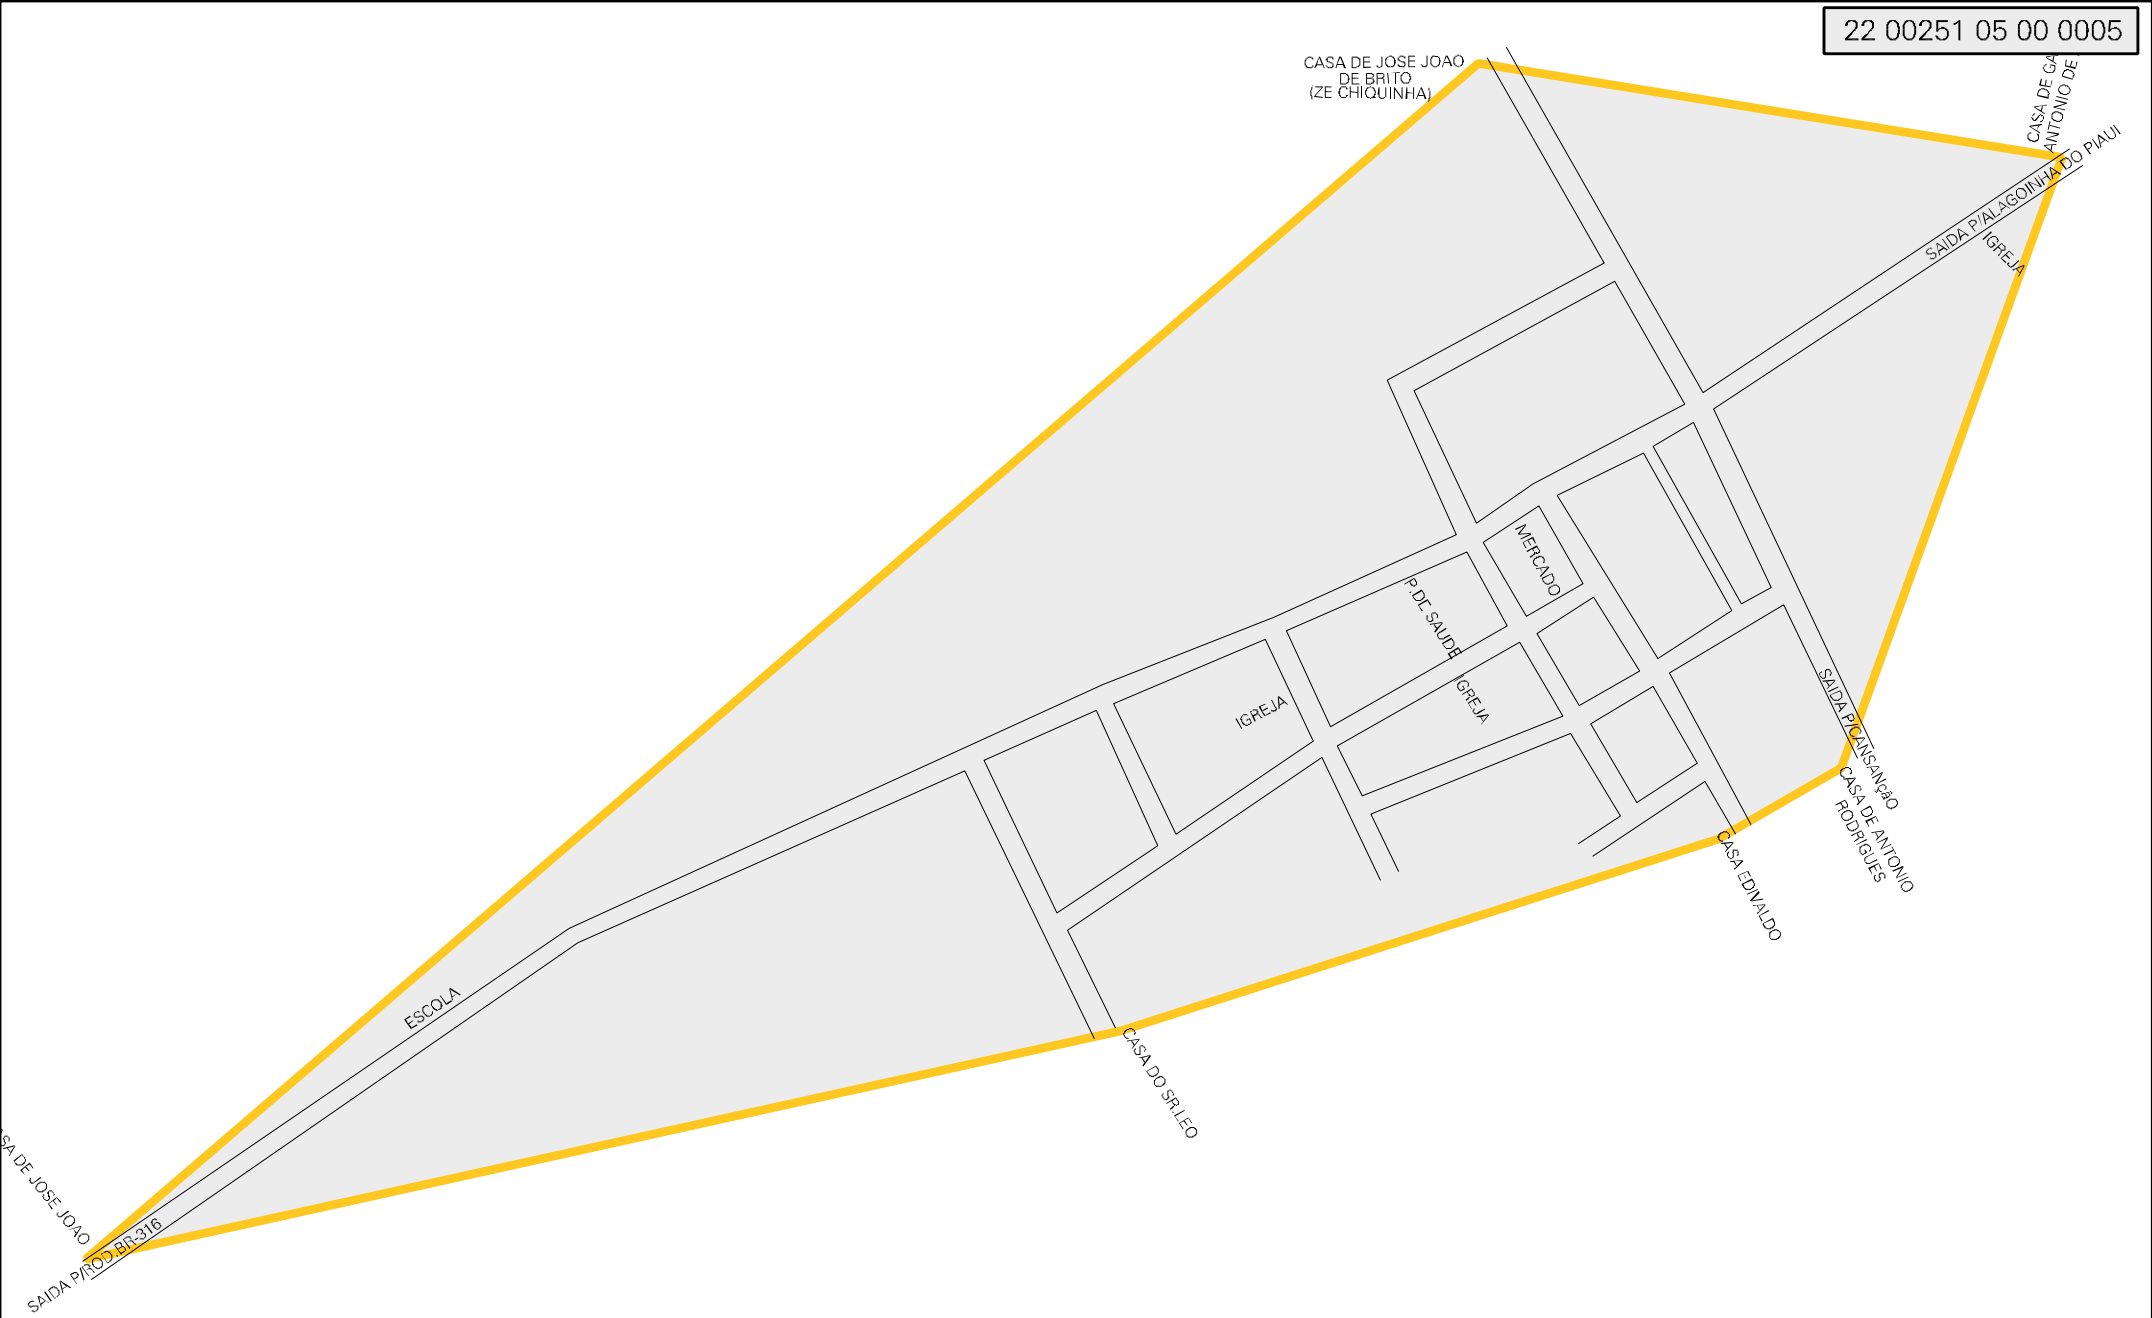 22 00251 05 00 0005
CASA DE JOSE JOAO
DE BRITO
(ZE CHIQUINHA)
CASA DE GA
ANTONIO DE
SAIDA P/ALAGOINHA DO PIAUI
IGREJA
MERCADO
P.DE SAUDE
IGREJA
IGREJA
SAIDA P/CANSANçãO
CASA DE ANTONIO
RODRIGUES
CASA EDIVALDO
ESCOLA
CASA DO SR.LEO
SA DE JOSE JOAO
SAIDA P/ROD.BR-316